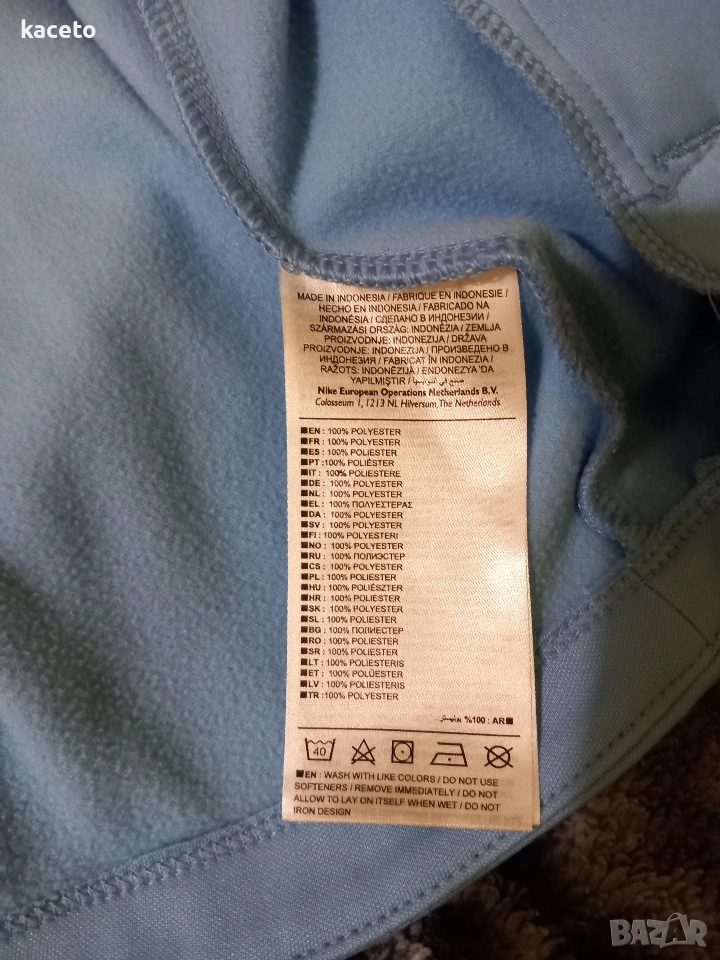 kaceto
MADE IN INDONESIA / FABRIQUE EN INDONESIE /
HECHO EN INDONESIA / FABRICADO NA
INDONÉSIA / СДЕЛАНО В ИНДОНЕЗИИ /
SZÁRMAZÁSI ORSZÁG: INDONÉZIA / ZEMLJA
PROIZVODNJE: INDONEZIJA / DRŽAVA
PROIZVODNJE: INDONEZIJA / ПРОИЗВЕДЕНО В
ИНДОНЕЗИЯ / FABRICAT ÎN INDONEZIA /
RAŽOTS: INDONĒZIJĀ / ENDONEZYA 'DA
YAPILMIŞTIR / صنع في اندونيسيا
Nike European Operations Netherlands B.V.
Colosseum 1, 1213 NL Hilversum, The Netherlands
■EN : 100% POLYESTER
■FR : 100% POLYESTER
■ES : 100% POLYESTER
■PT :100% POLIÉSTER
■IT : 100% POLIESTERE
■DE : 100% POLYESTER
■NL : 100% POLYESTER
■EL : 100% ΠΟΛΥΕΣΤΕΡΑΣ
■DA : 100% POLYESTER
■SV : 100% POLYESTER
■FI : 100% POLYESTERI
■NO : 100% POLYESTER
■RU : 100% ПОЛИЭСТЕР
■CS : 100% POLYESTER
■PL : 100% POLIESTER
■HU : 100% POLIÉSZTER
■HR : 100% POLIESTER
■SK : 100% POLYESTER
■SL : 100% POLIESTER
■BG : 100% ПОЛИЕСТЕР
■RO : 100% POLIESTER
■SR : 100% POLIESTER
■LT : 100% POLIESTERIS
■ET : 100% POLÜESTER
■LV : 100% POLIESTERIS
■TR : 100% POLIESTER
■AR : 100% بوليستر
40
■EN : WASH WITH LIKE COLORS / DO NOT USE
SOFTENERS / REMOVE IMMEDIATELY / DO NOT
ALLOW TO LAY ON ITSELF WHEN WET / DO NOT
IRON DESIGN
BAZAR